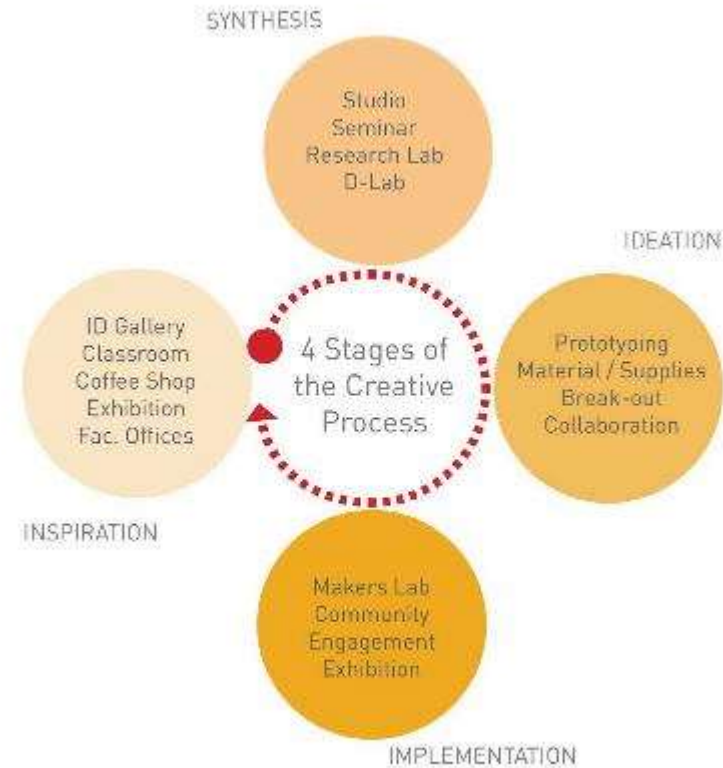 SYNTHESIS
Studio
Seminar
Research Lab
D-Lab
IDEATION
Prototyping
Material / Supplies
Break-out
Collaboration
ID Gallery
Classroom
Coffee Shop
Exhibition
Fac. Offices
4 Stages of
the Creative
Process
INSPIRATION
Makers Lab
Community
Engagement
Exhibition
IMPLEMENTATION